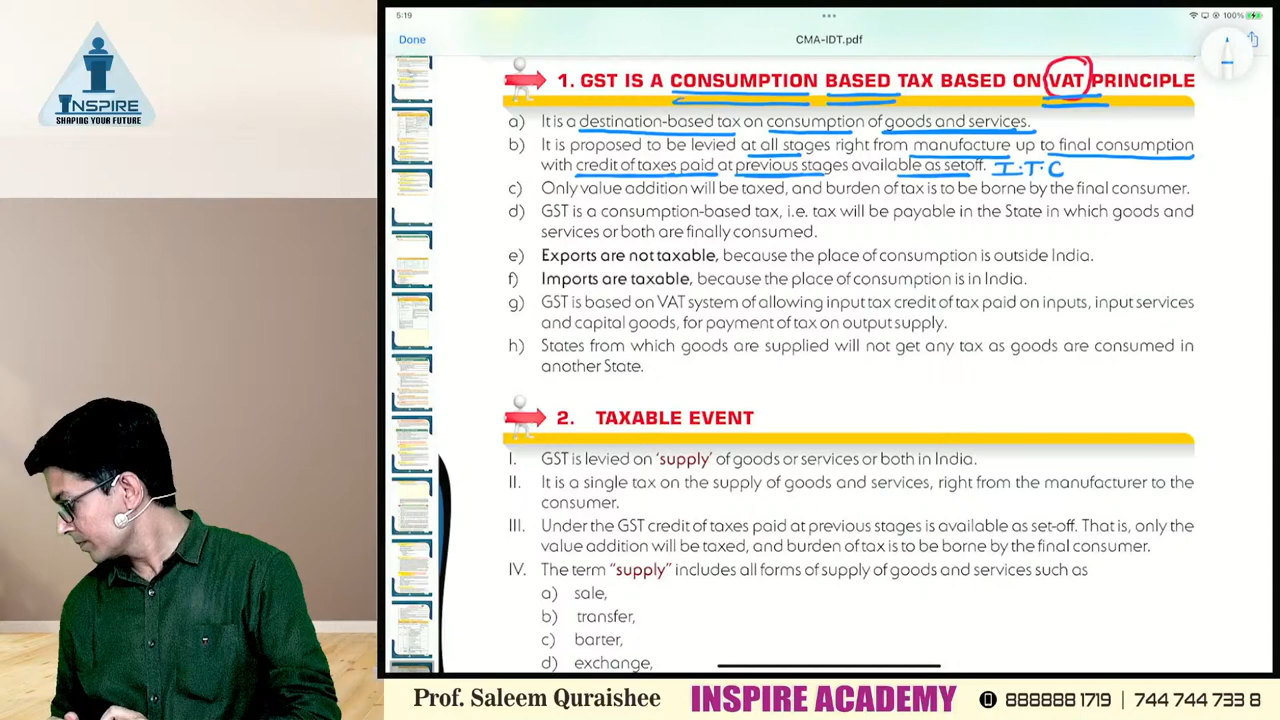 5:19
100%
Done
CMA-IDT.pdf
INSPIRE
SHAPING YOUR FUTURE
GST IS A CONSUMPTION BASED TAX BASED ON VAT PRINCIPLE
a) It is destination-based tax on consumption of goods and services.
It is proposed to be levied at all stages right from manufacture up to final consumption
with credit of taxes paid at previous stages available as setoff. I.T.C
Only value addition will be taxed, and burden of tax is to be borne by the final consumer.
d) GST is a consumption-based tax, i.e. tax will be payable in the State in which goods and
services or both are finally consumed.
e) Exports are not taxable, because the place of consumption is outside India.
Imports are taxable, because the place of consumption is in India.
GST is based on VAT system of allowing input tax credit of tax paid on inputs, input services
and capital goods, for payment of tax on output supply.
h) State from which goods are supplied will not get any tax as goods are consumed in
another state.
GST TAXABLE EVENT
GST is based on supply of goods or services or both in India.
II. It is a single tax on the supply of goods and services, right from the manufacturer to the
consumer.
III. Under the GST credit of taxes paid at previous stages is available as set-off. Thus, only the
value addition will be taxed and burden of tax is to be borne by the final consumer.
The term 'supply' includes all forms of supply of goods or services such as
a) sale,
b) transfer,
c) barter,
d) exchange,
Prof. Saleem Quraishee INSPIRE ACADEMY 888888 1719 | 744 744 733 8